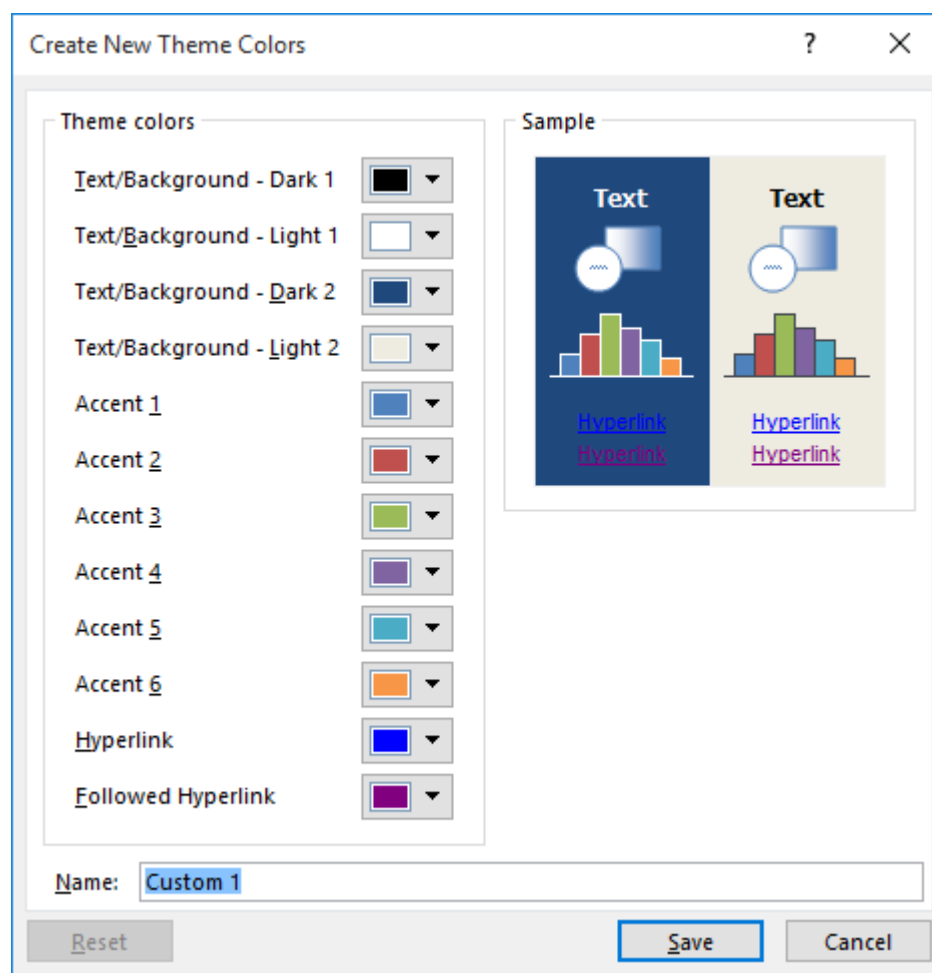 Create New Theme Colors
?
Theme colors
Text/Background - Dark 1
Text/Background - Light 1
Text/Background - Dark 2
Text/Background - Light 2
Accent 1
Accent 2
Accent 3
Accent 4
Accent 5
Accent 6
Hyperlink
Followed Hyperlink
Sample
Text Text
Hyperlink Hyperlink
Hyperlink Hyperlink
Name: Custom 1
Reset Save Cancel